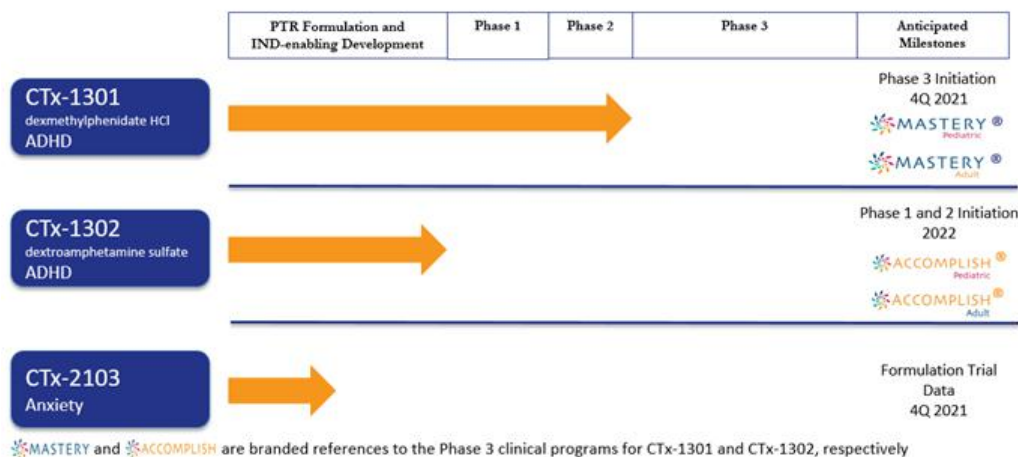 PTR Formulation and
IND-enabling Development
Phase 1
Phase 2
Phase 3
Anticipated
Milestones
CTx-1301
dexmethylphenidate HCl
ADHD
Phase 3 Initiation
4Q 2021
MASTERY ®
Pediatric
MASTERY ®
Adult
CTx-1302
dextroamphetamine sulfate
ADHD
Phase 1 and 2 Initiation
2022
ACCOMPLISH ®
Pediatric
ACCOMPLISH ®
Adult
CTx-2103
Anxiety
Formulation Trial
Data
4Q 2021
MASTERY and ACCOMPLISH are branded references to the Phase 3 clinical programs for CTx-1301 and CTx-1302, respectively